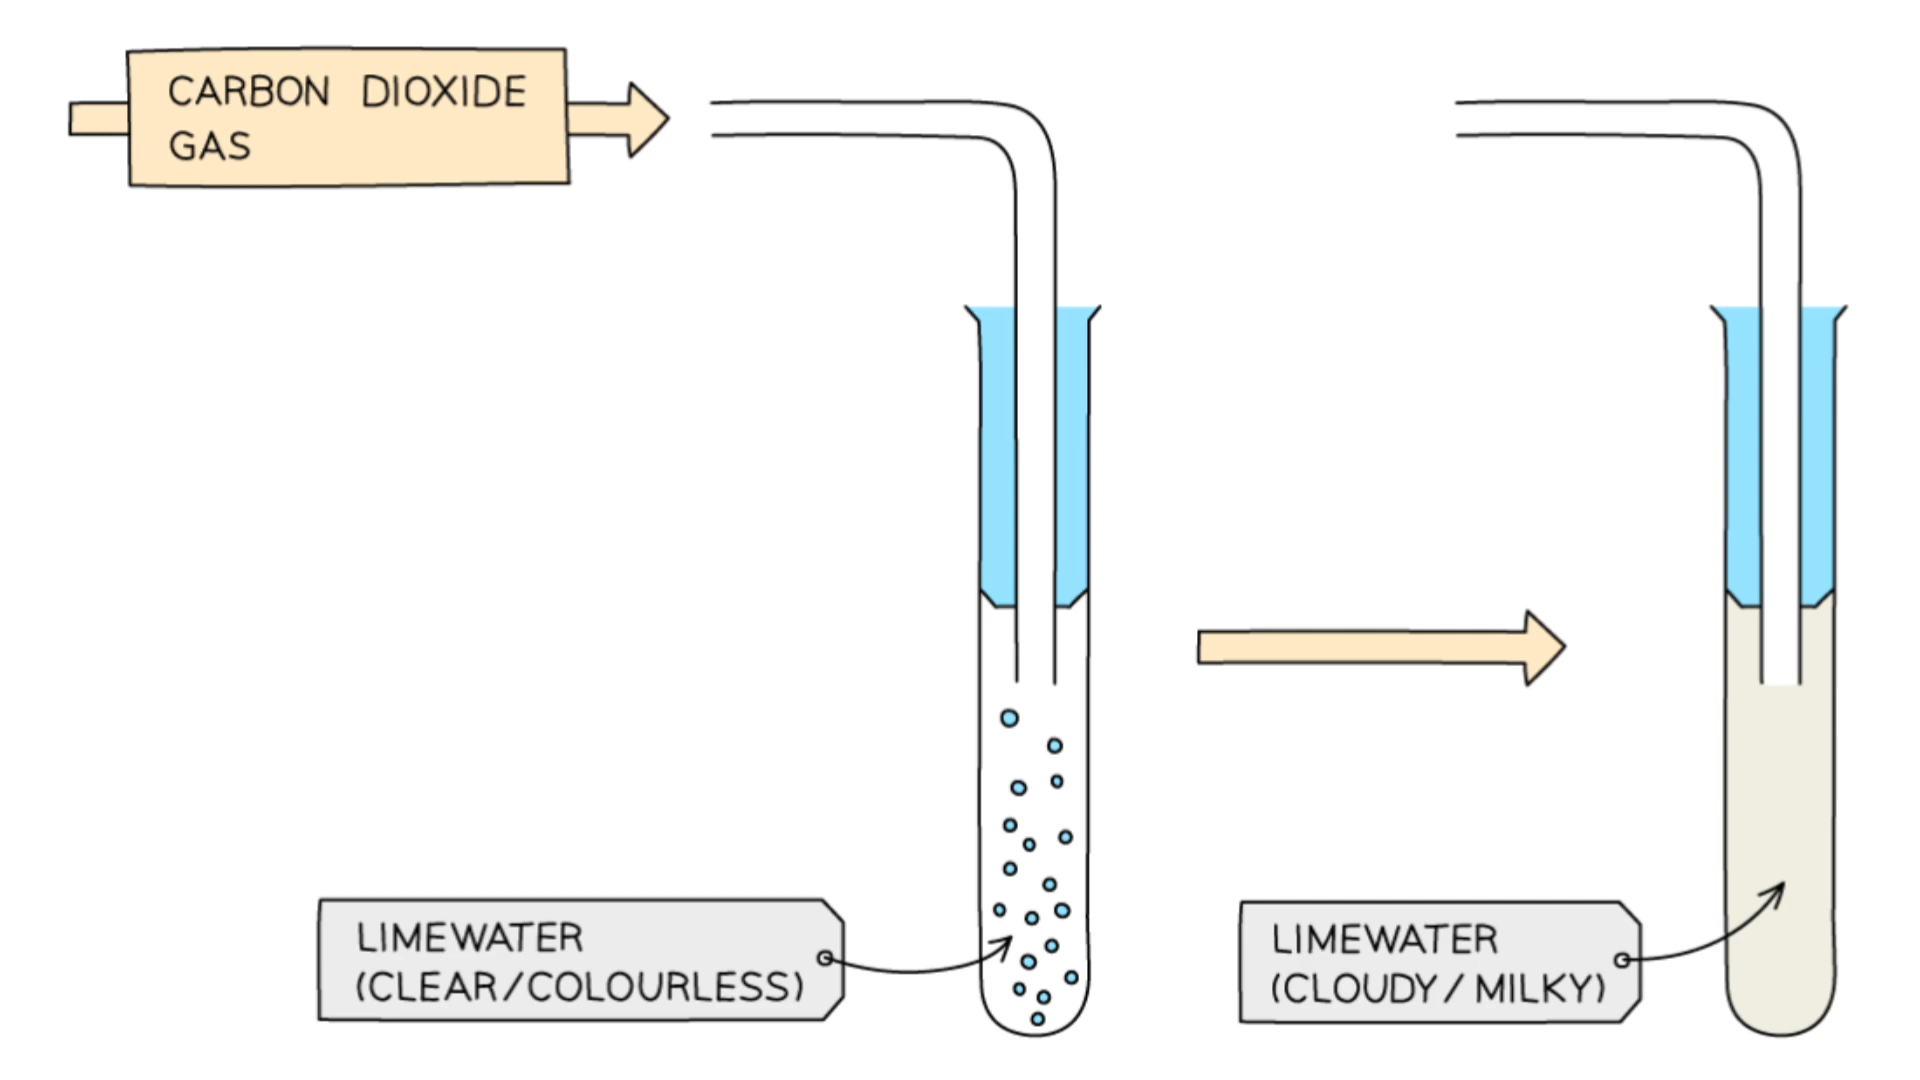 CARBON DIOXIDE
GAS
LIMEWATER
(CLEAR/COLOURLESS)
LIMEWATER
(CLOUDY/MILKY)